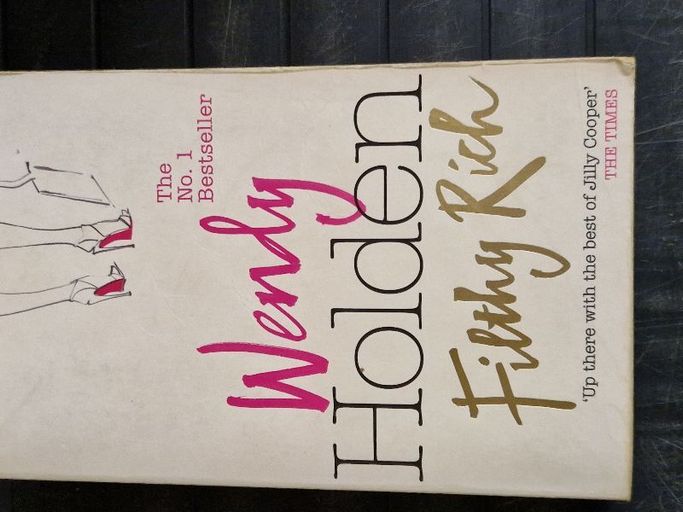 The
No. 1
Bestseller
Wendy
Holden
Filthy Rich
'Up there with the best of Jilly Cooper'
THE TIMES